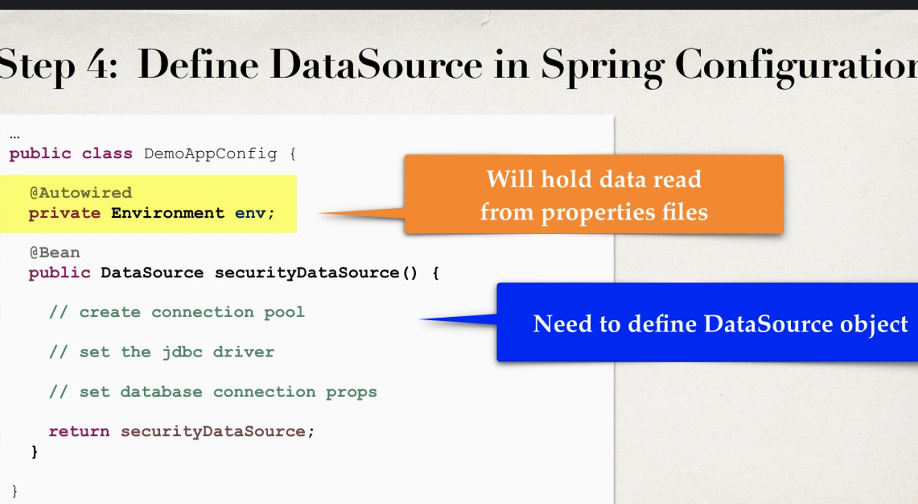 Step 4: Define DataSource in Spring Configuration
…
public class DemoAppConfig {
@Autowired
private Environment env;
Will hold data read
from properties files
@Bean
public DataSource securityDataSource() {
// create connection pool
Need to define DataSource object
// set the jdbc driver
// set database connection props
return securityDataSource;
}
}